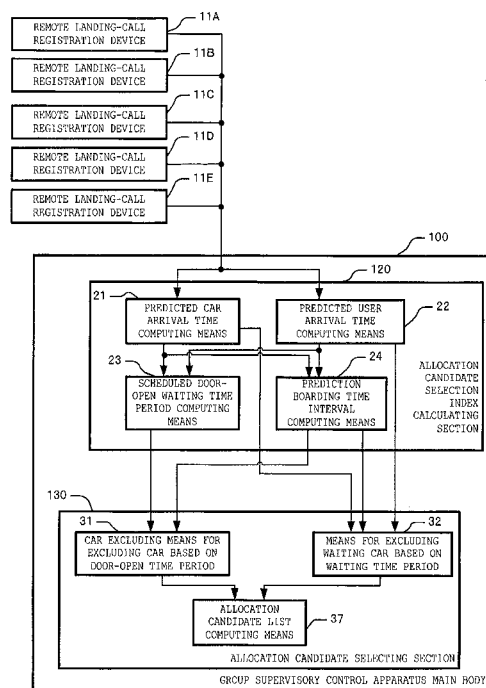 REMOTE LANDING-CALL
REGISTRATION DEVICE
11A
REMOTE LANDING-CALL
REGISTRATION DEVICE
11B
REMOTE LANDING-CALL
REGISTRATION DEVICE
11C
REMOTE LANDING-CALL
REGISTRATION DEVICE
11D
REMOTE LANDING-CALL
REGISTRATION DEVICE
11E
100
120
21
PREDICTED CAR
ARRIVAL TIME
COMPUTING MEANS
PREDICTED USER
ARRIVAL TIME
COMPUTING MEANS
22
23
SCHEDULED DOOR-
OPEN WAITING TIME
PERIOD COMPUTING
MEANS
24
PREDICTION
BOARDING TIME
INTERVAL
COMPUTING MEANS
ALLOCATION
CANDIDATE
SELECTION
INDEX
CALCULATING
SECTION
130
31
CAR EXCLUDING MEANS FOR
EXCLUDING CAR BASED ON
DOOR-OPEN TIME PERIOD
32
MEANS FOR EXCLUDING
WAITING CAR BASED ON
WAITING TIME PERIOD
ALLOCATION
CANDIDATE LIST
COMPUTING MEANS
37
ALLOCATION CANDIDATE SELECTING SECTION
GROUP SUPERVISORY CONTROL APPARATUS MAIN BODY